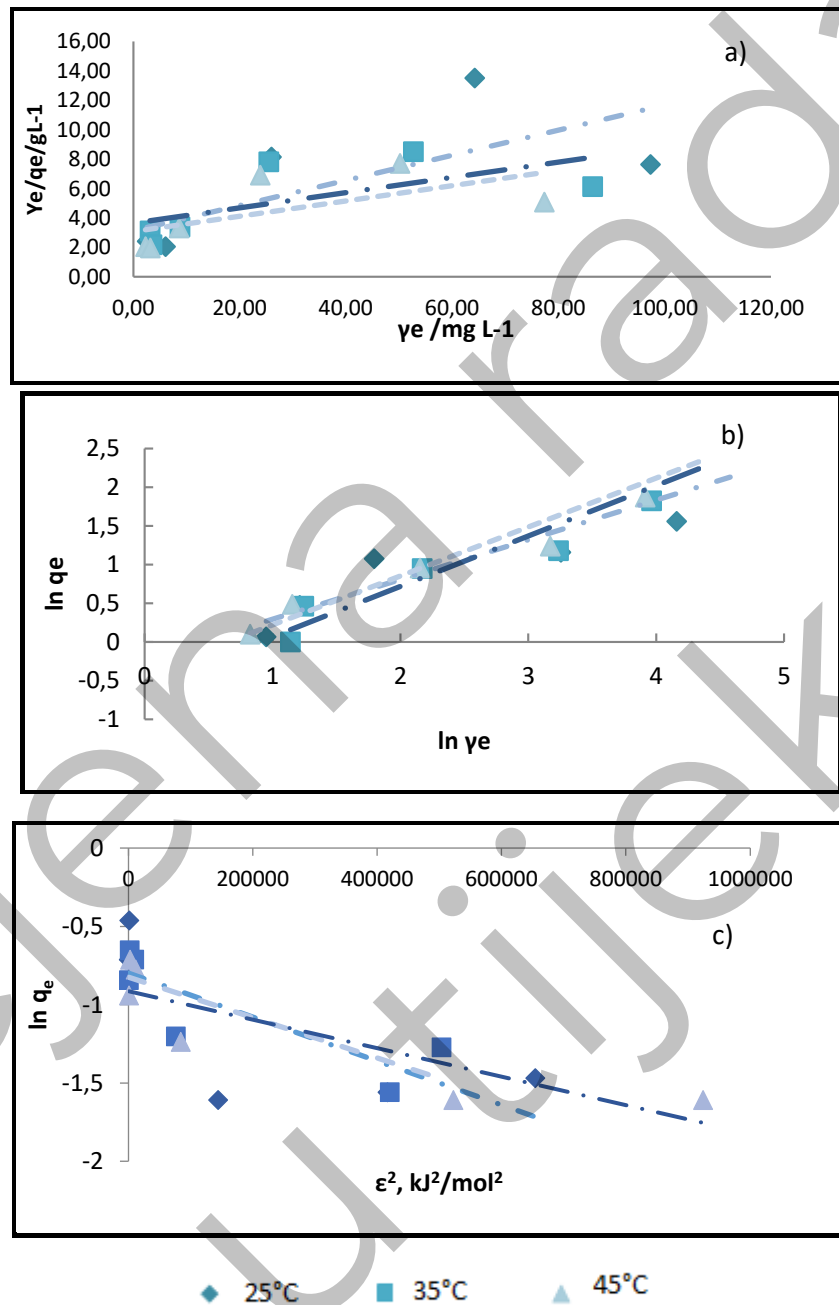 a)
16,00
14,00
12,00
10,00
8,00
6,00
4,00
2,00
0,00
Ye/qe/gL-1
0,00 20,00 40,00 60,00 80,00 100,00 120,00
γe /mg L-1
b)
2,5
2
1,5
1
0,5
0
-0,5
-1
ln qe
0 1 2 3 4 5
ln γe
c)
0
-0,5
-1
-1,5
-2
ln qₑ
0 200000 400000 600000 800000 1000000
ε², kJ²/mol²
25°C 35°C 45°C
jena rad
u tijek